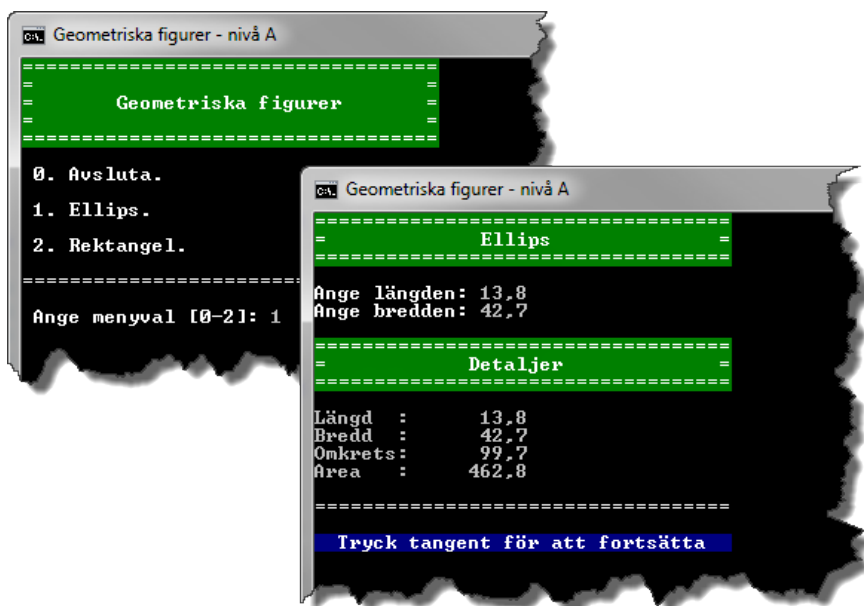 Geometriska figurer - nivå A
===================================
= =
= Geometriska figurer =
= =
===================================
0. Avsluta.
1. Ellips.
2. Rektangel.
===================================
Ange menyval [0-2]: 1
Geometriska figurer - nivå A
===================================
= Ellips =
===================================
Ange längden: 13,8
Ange bredden: 42,7
===================================
= Detaljer =
===================================
Längd : 13,8
Bredd : 42,7
Omkrets: 99,7
Area : 462,8
===================================
Tryck tangent för att fortsätta